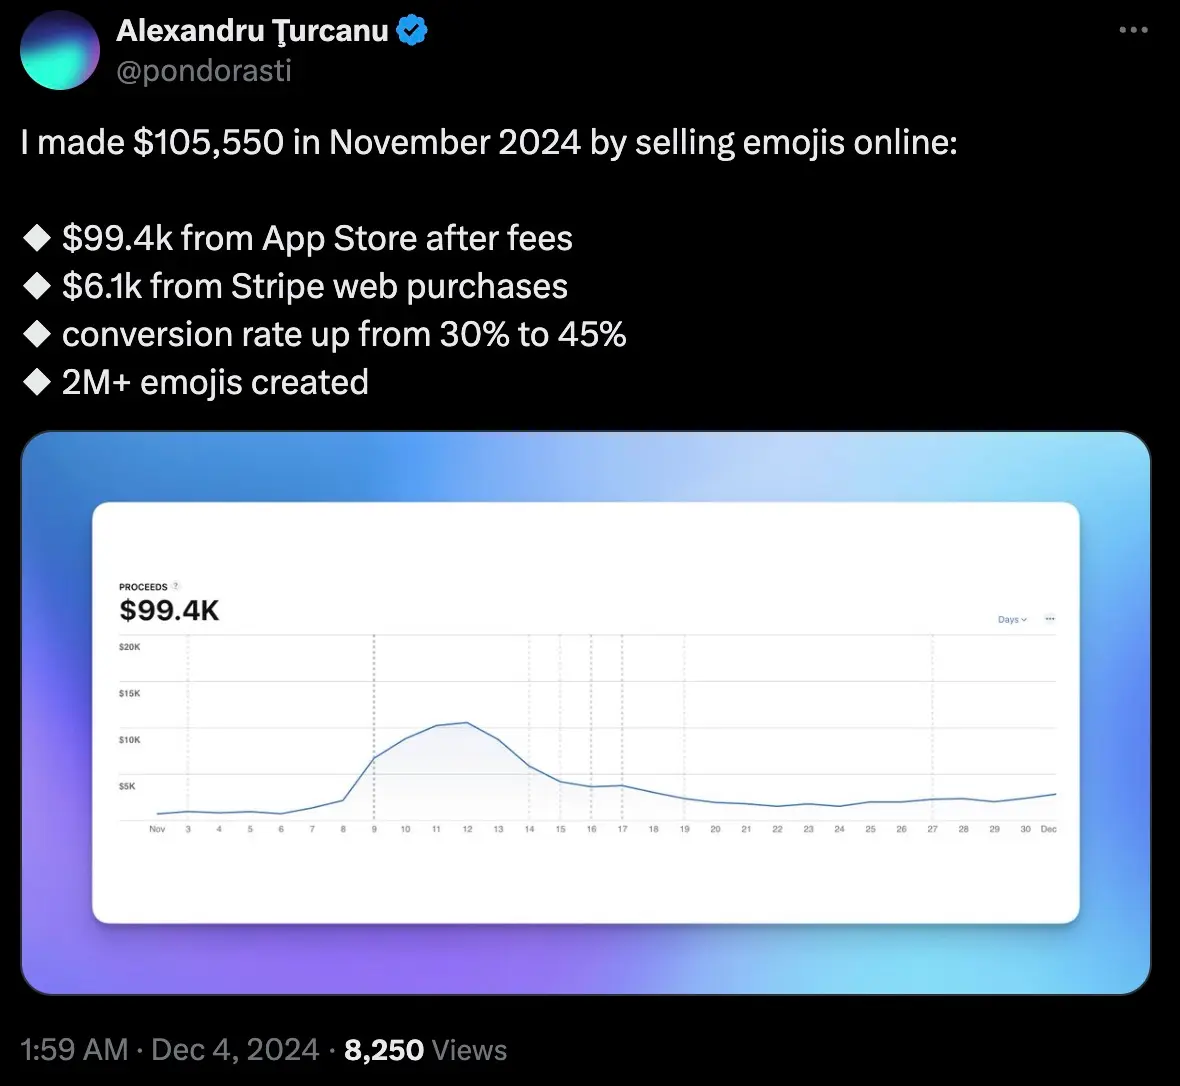 Alexandru Ţurcanu
@pondorasti
I made $105,550 in November 2024 by selling emojis online:
◆ $99.4k from App Store after fees
◆ $6.1k from Stripe web purchases
◆ conversion rate up from 30% to 45%
◆ 2M+ emojis created
PROCEEDS ?
$99.4K
Days
$20K
$15K
$10K
$5K
Nov 3 4 5 6 7 8 9 10 11 12 13 14 15 16 17 18 19 20 21 22 23 24 25 26 27 28 29 30 Dec
1:59 AM · Dec 4, 2024 · 8,250 Views